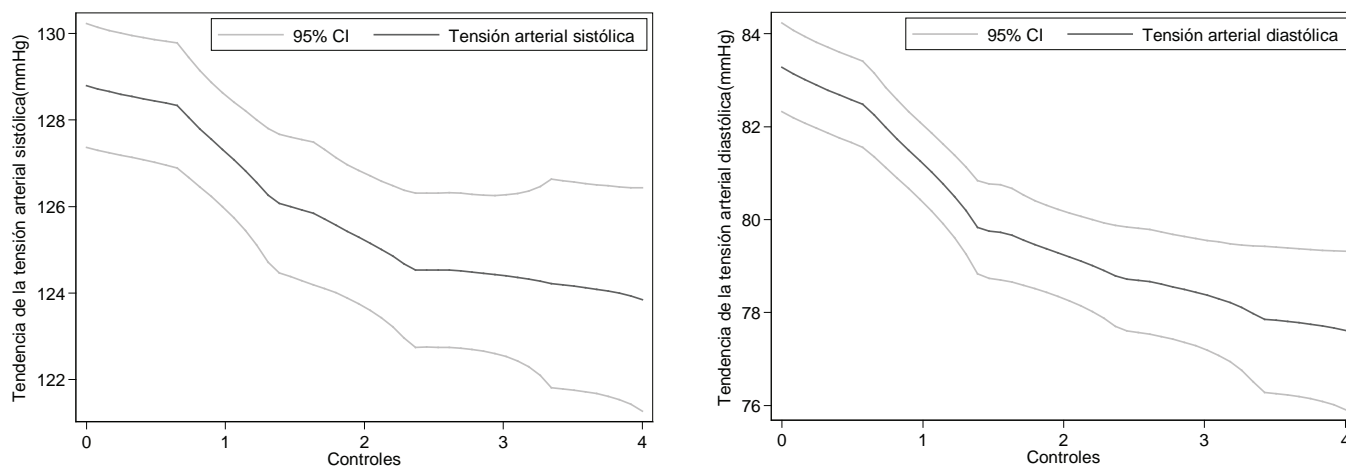 Tendencia de la tensión arterial sistólica(mmHg)
130
128
126
124
122
95% CI
Tensión arterial sistólica
0
1
2
3
4
Controles
Tendencia de la tensión arterial diastólica(mmHg)
84
82
80
78
76
95% CI
Tensión arterial diastólica
0
1
2
3
4
Controles